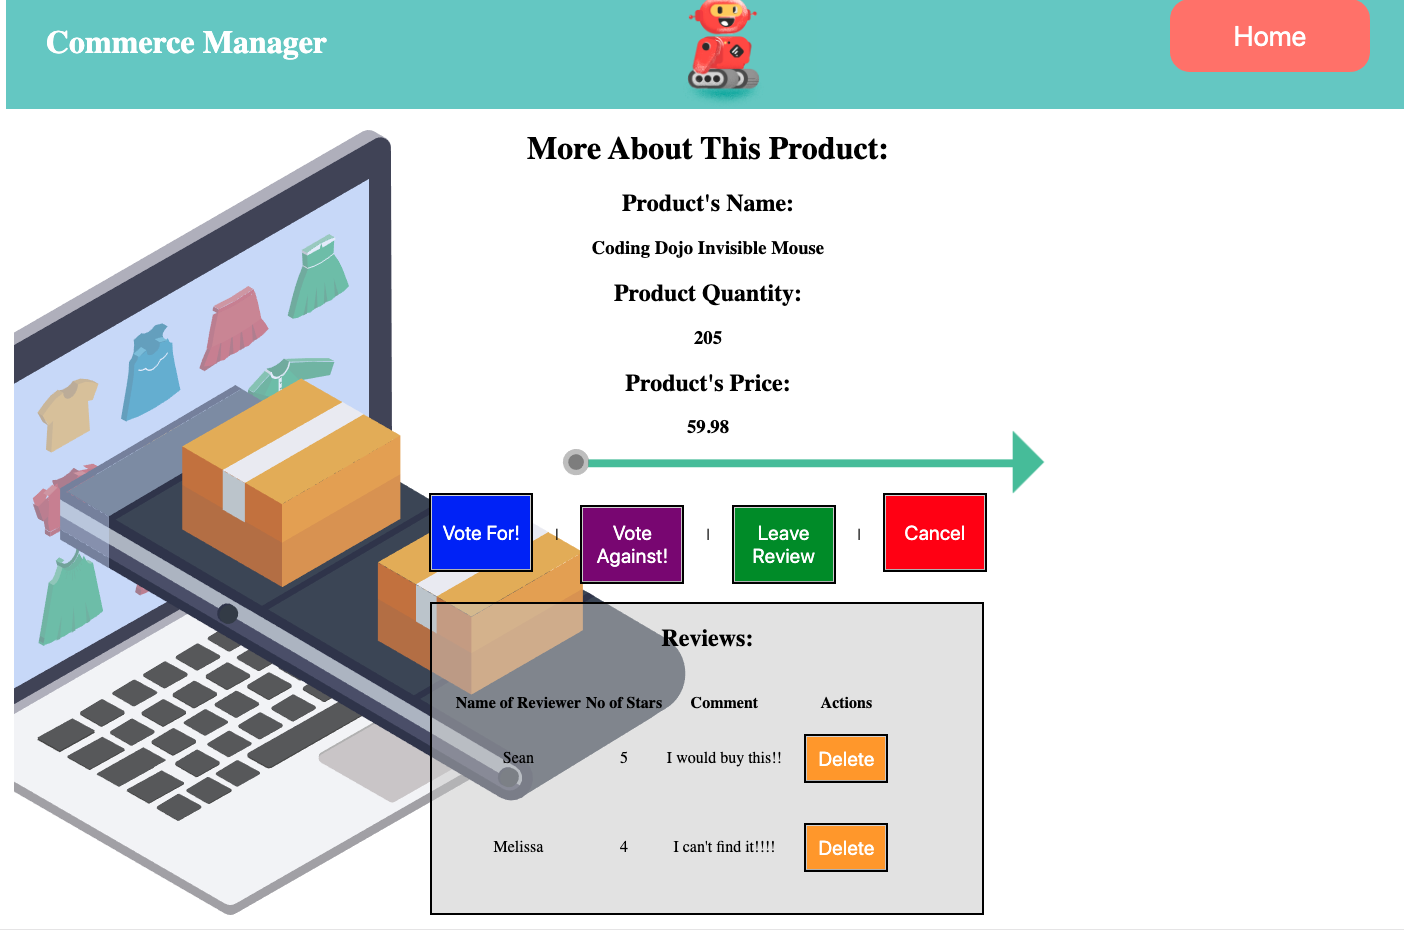 Commerce Manager
Home
More About This Product:
Product's Name:
Coding Dojo Invisible Mouse
Product Quantity:
205
Product's Price:
59.98
Vote For! | Vote Against! | Leave Review | Cancel
Reviews:
Name of Reviewer No of Stars Comment Actions
Sean 5 I would buy this!! Delete
Melissa 4 I can't find it!!!! Delete